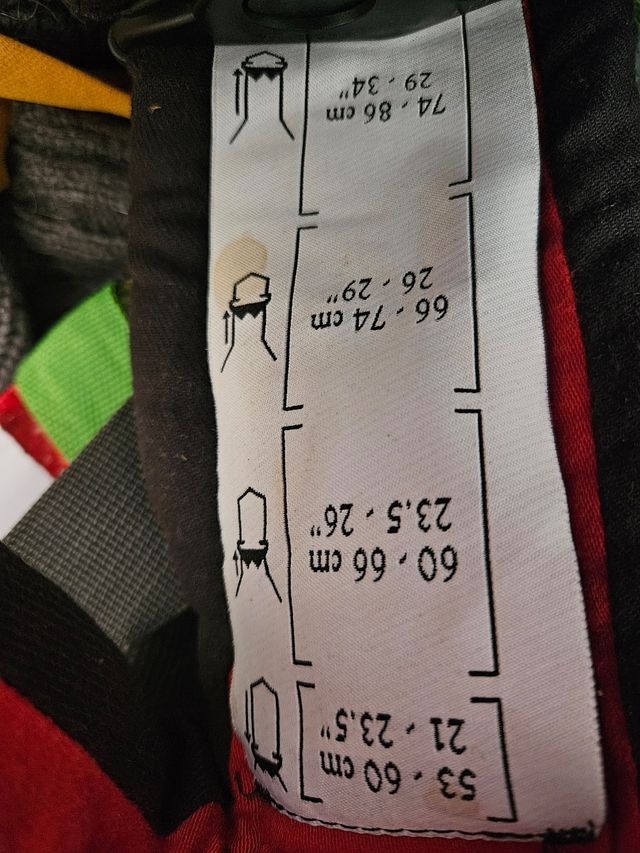 53 - 60 cm
21 - 23,5"
60 - 66 cm
23,5 - 26"
66 - 74 cm
26 - 29"
74 - 86 cm
29 - 34"